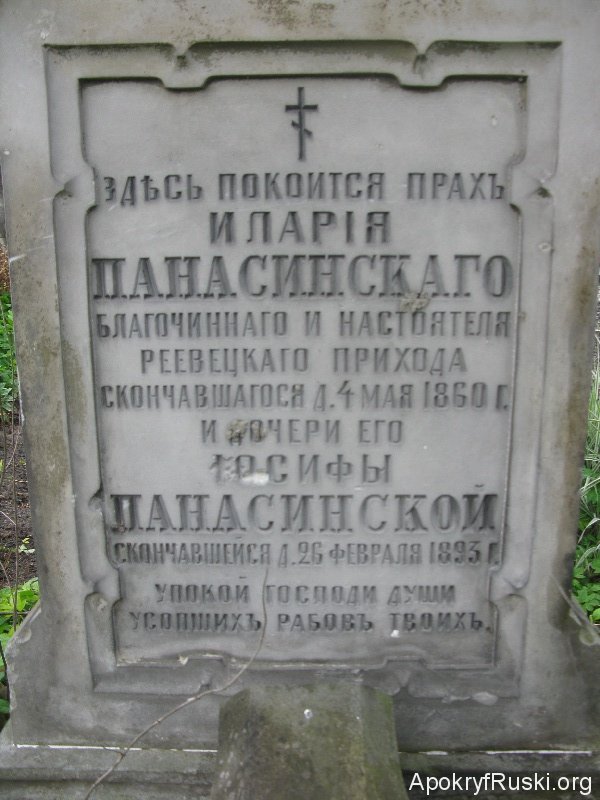 ЗДѢСЬ ПОКОИТСЯ ПРАХЪ
ИЛАРІЯ
ПАНАСИНСКАГО
БЛАГОЧИННАГО И НАСТОЯТЕЛЯ
РЕЕВЕЦКАГО ПРИХОДА
СКОНЧАВШАГОСЯ Д. 4 МАЯ 1860 Г.
И ДОЧЕРИ ЕГО
ІОСИФЫ
ПАНАСИНСКОЙ
СКОНЧАВШЕЙСЯ Д. 26 ФЕВРАЛЯ 1893 Г.
УПОКОЙ ГОСПОДИ ДУШИ
УСОПШИХЪ РАБОВЪ ТВОИХЪ.
ApokryfRuski.org